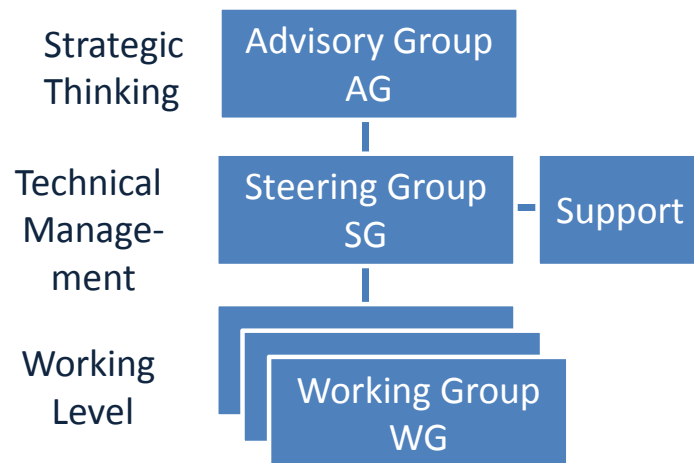 Strategic
Thinking
Advisory Group
AG
Technical
Manage-
ment
Steering Group
SG
Support
Working
Level
Working Group
WG